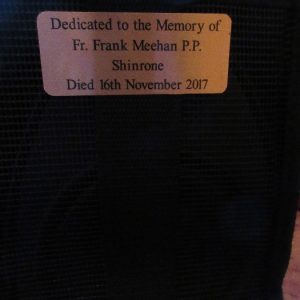 Dedicated to the Memory of
Fr. Frank Meehan P.P.
Shinrone
Died 16th November 2017